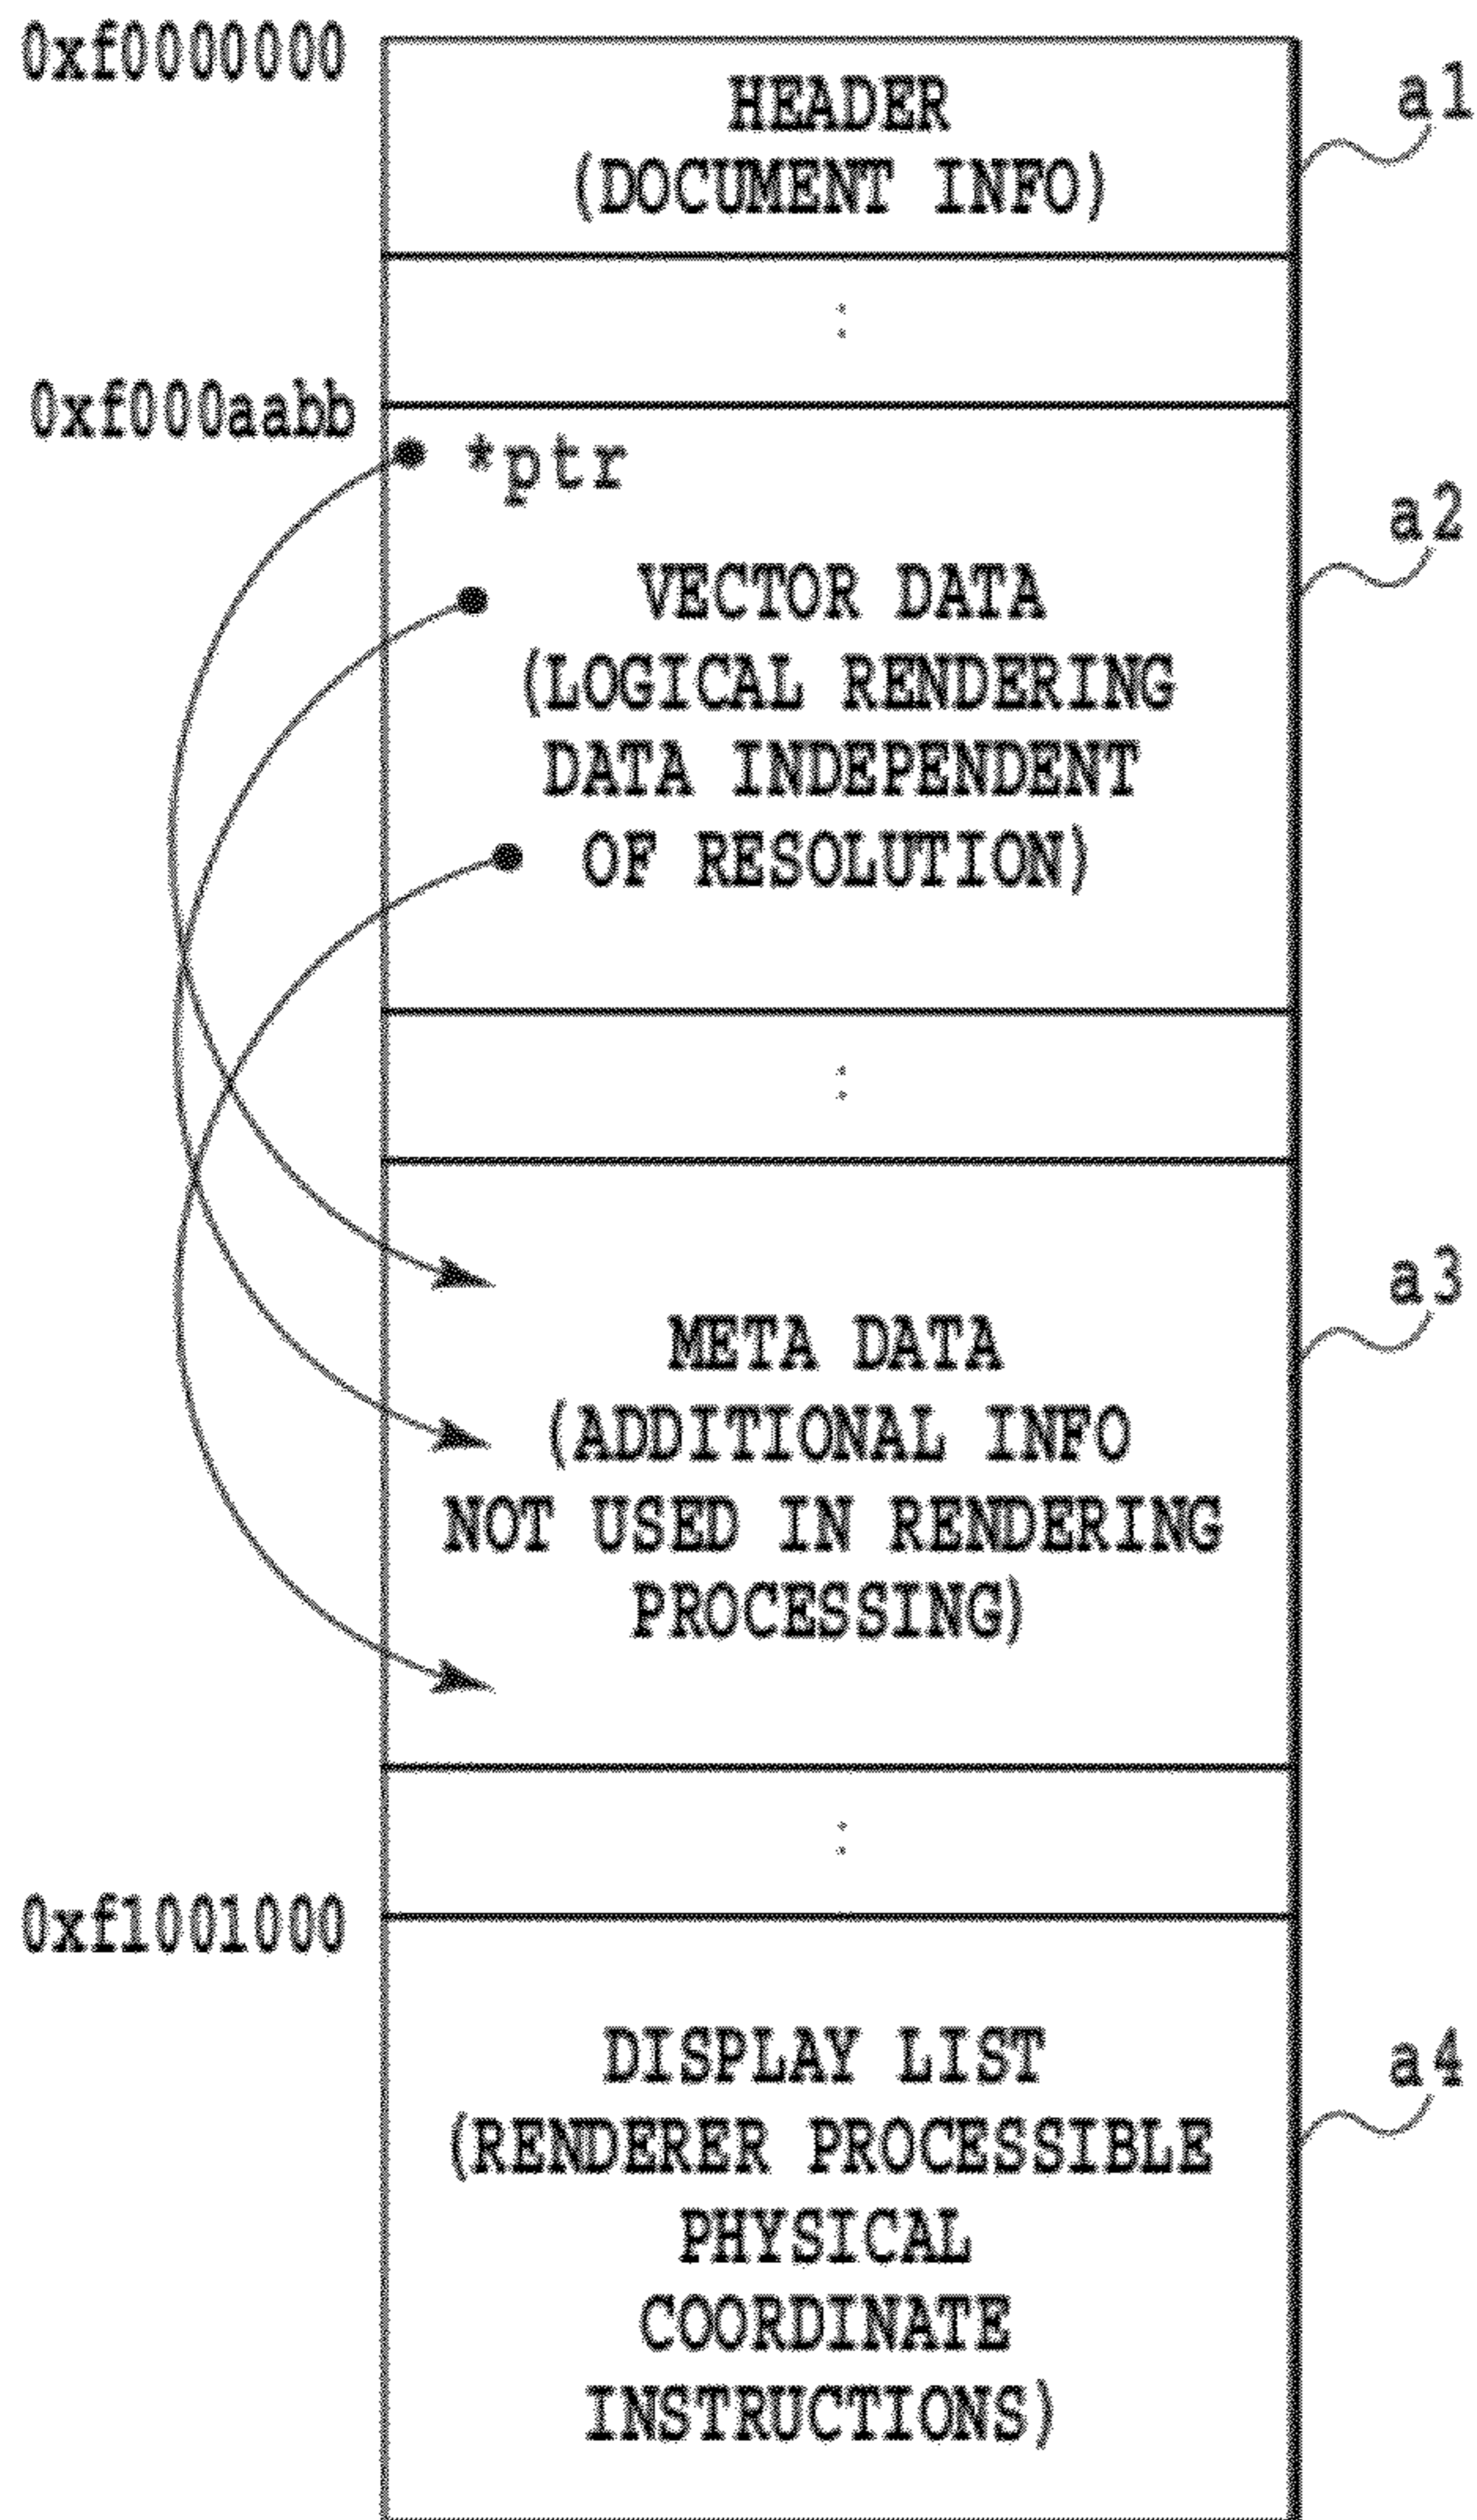 0xf0000000
HEADER
(DOCUMENT INFO)
a1
:
0xf000aabb
*ptr
a2
VECTOR DATA
(LOGICAL RENDERING
DATA INDEPENDENT
OF RESOLUTION)
:
a3
META DATA
(ADDITIONAL INFO
NOT USED IN RENDERING
PROCESSING)
:
0xf1001000
DISPLAY LIST
a4
(RENDERER PROCESSIBLE
PHYSICAL
COORDINATE
INSTRUCTIONS)